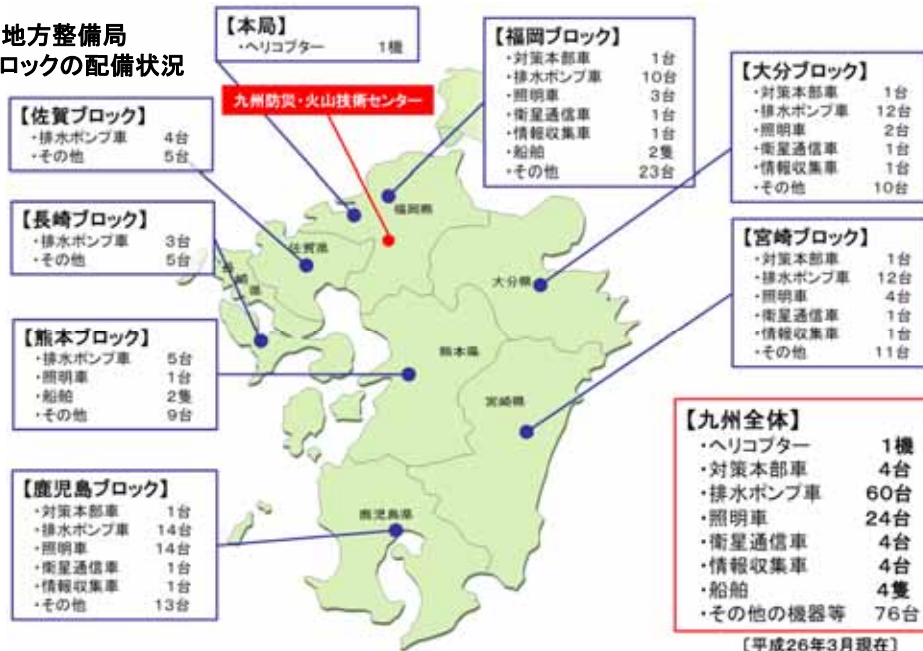 地方整備局
ロックの配備状況
【本局】
・ヘリコプター 1機
九州防災・火山技術センター
【福岡ブロック】
・対策本部車 1台
・排水ポンプ車 10台
・照明車 3台
・衛星通信車 1台
・情報収集車 1台
・船舶 2隻
・その他 23台
【大分ブロック】
・対策本部車 1台
・排水ポンプ車 12台
・照明車 2台
・衛星通信車 1台
・情報収集車 1台
・その他 10台
【佐賀ブロック】
・排水ポンプ車 4台
・その他 5台
【長崎ブロック】
・排水ポンプ車 3台
・その他 5台
【宮崎ブロック】
・対策本部車 1台
・排水ポンプ車 12台
・照明車 4台
・衛星通信車 1台
・情報収集車 1台
・その他 11台
【熊本ブロック】
・排水ポンプ車 5台
・照明車 1台
・船舶 2隻
・その他 9台
【鹿児島ブロック】
・対策本部車 1台
・排水ポンプ車 14台
・照明車 14台
・衛星通信車 1台
・情報収集車 1台
・その他 13台
福岡県
佐賀県
長崎県
大分県
熊本県
宮崎県
鹿児島県
【九州全体】
・ヘリコプター 1機
・対策本部車 4台
・排水ポンプ車 60台
・照明車 24台
・衛星通信車 4台
・情報収集車 4台
・船舶 4隻
・その他の機器等 76台
［平成26年3月現在］